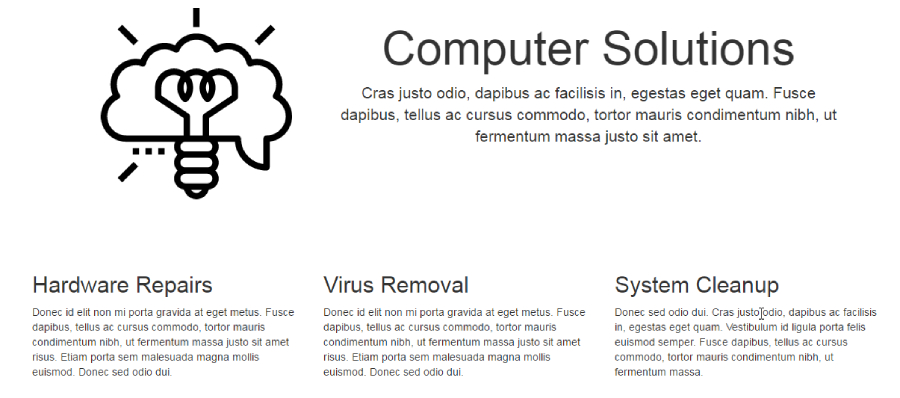 Computer Solutions
Cras justo odio, dapibus ac facilisis in, egestas eget quam. Fusce
dapibus, tellus ac cursus commodo, tortor mauris condimentum nibh, ut
fermentum massa justo sit amet.
Hardware Repairs
Donec id elit non mi porta gravida at eget metus. Fusce
dapibus, tellus ac cursus commodo, tortor mauris
condimentum nibh, ut fermentum massa justo sit amet
risus. Etiam porta sem malesuada magna mollis
euismod. Donec sed odio dui.
Virus Removal
Donec id elit non mi porta gravida at eget metus. Fusce
dapibus, tellus ac cursus commodo, tortor mauris
condimentum nibh, ut fermentum massa justo sit amet
risus. Etiam porta sem malesuada magna mollis
euismod. Donec sed odio dui.
System Cleanup
Donec sed odio dui. Cras justo odio, dapibus ac facilisis
in, egestas eget quam. Vestibulum id ligula porta felis
euismod semper. Fusce dapibus, tellus ac cursus
commodo, tortor mauris condimentum nibh, ut
fermentum massa.